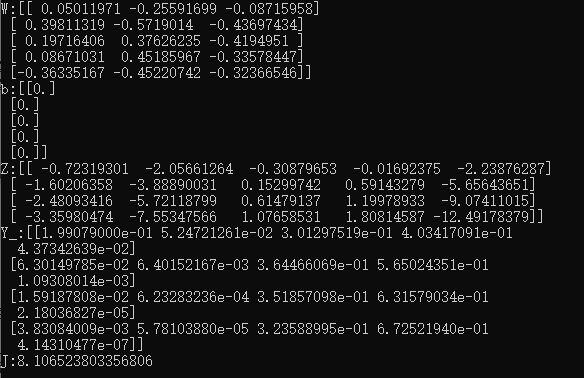 W:[[ 0.05011971 -0.25591699 -0.08715958]
[ 0.39811319 -0.5719014 -0.43697434]
[ 0.19716406 0.37626235 -0.4194951 ]
[ 0.08671031 0.45185967 -0.33578447]
[-0.36335167 -0.45220742 -0.32366546]]
b:[[0.]
[0.]
[0.]
[0.]
[0.]]
Z:[[ -0.72319301 -2.05661264 -0.30879653 -0.01692375 -2.23876287]
[ -1.60206358 -3.88890031 0.15299742 0.59143279 -5.65643651]
[ -2.48093416 -5.72118799 0.61479137 1.19978933 -9.07411015]
[ -3.35980474 -7.55347566 1.07658531 1.80814587 -12.49178379]]
Y_:[[1.99079000e-01 5.24721261e-02 3.01297519e-01 4.03417091e-01
4.37342639e-02]
[6.30149785e-02 6.40152167e-03 3.64466069e-01 5.65024351e-01
1.09308014e-03]
[1.59187808e-02 6.23283236e-04 3.51857098e-01 6.31579034e-01
2.18036827e-05]
[3.83084009e-03 5.78103880e-05 3.23588995e-01 6.72521940e-01
4.14310477e-07]]
J:8.106523803356806